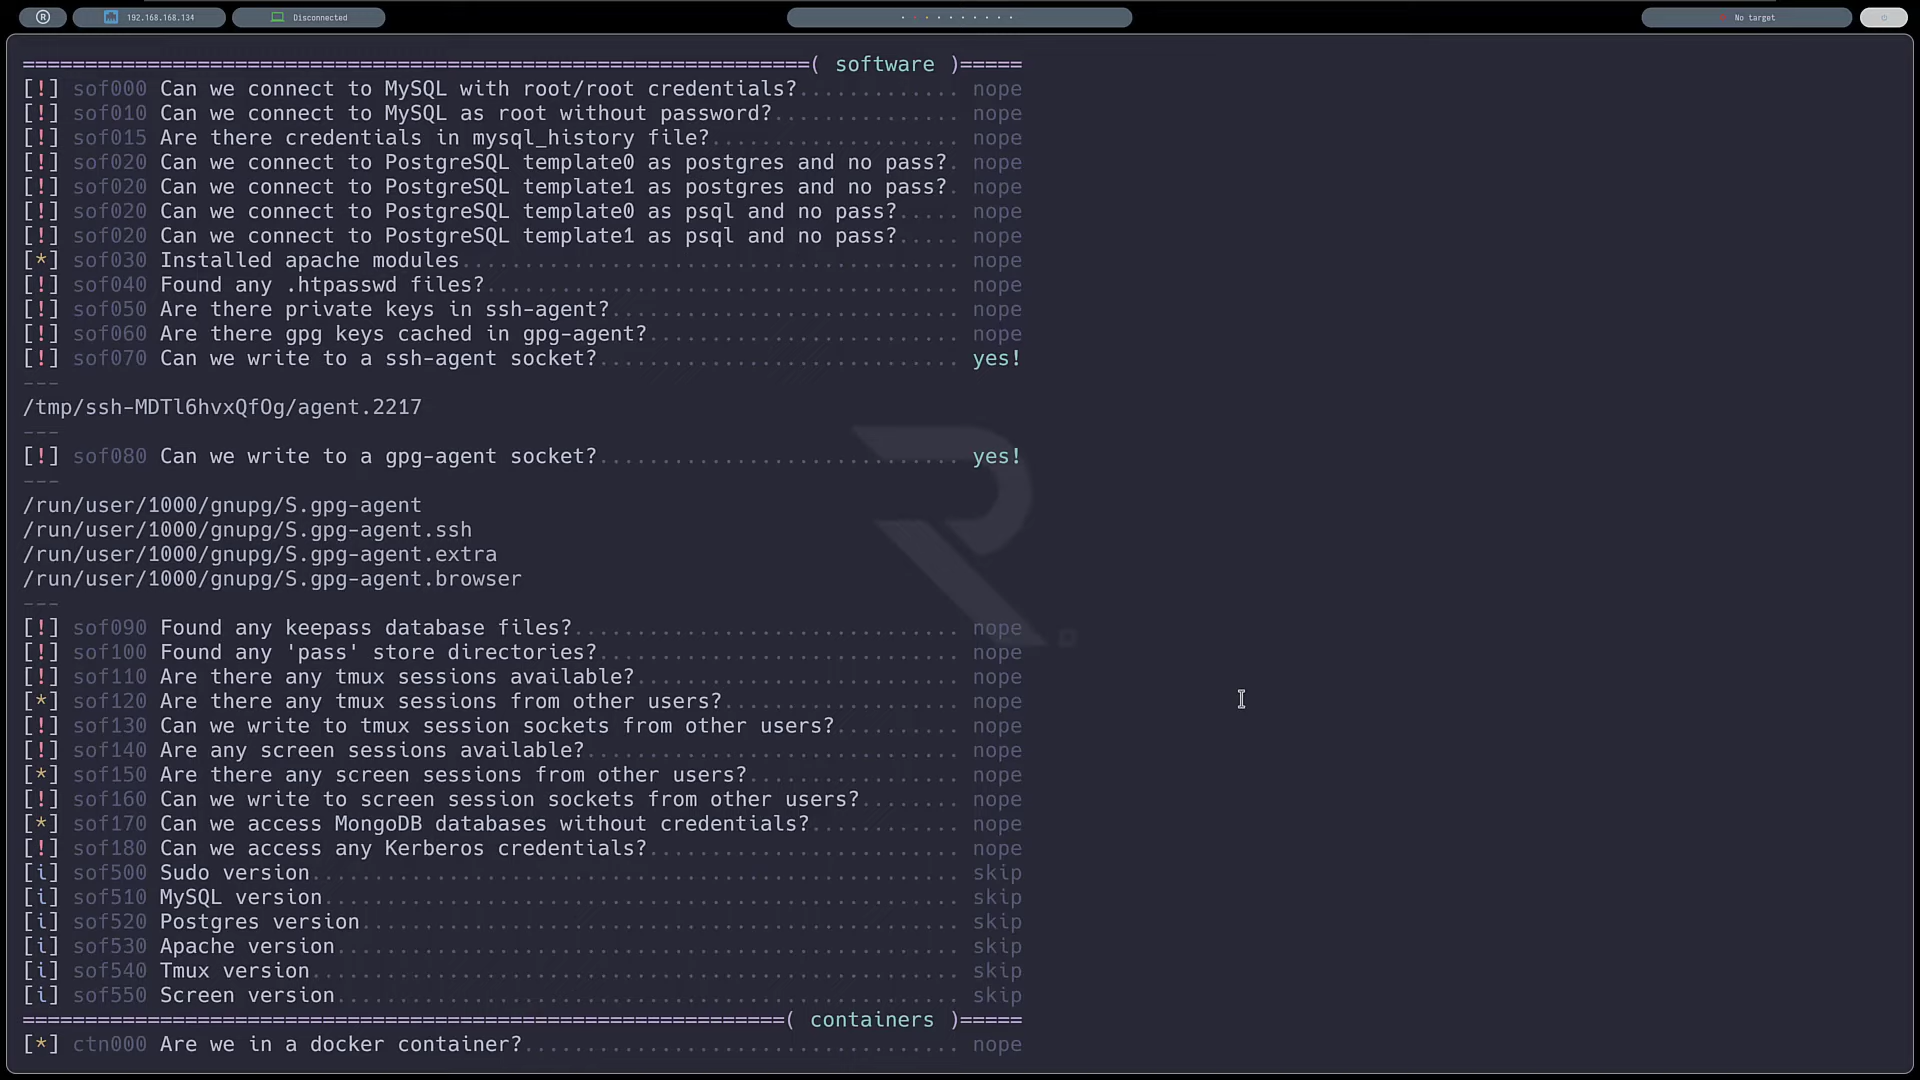 192.168.168.134
Disconnected
No target
================================================================( software )=====
[!] sof000 Can we connect to MySQL with root/root credentials?............. nope
[!] sof010 Can we connect to MySQL as root without password?............... nope
[!] sof015 Are there credentials in mysql_history file?.................... nope
[!] sof020 Can we connect to PostgreSQL template0 as postgres and no pass?. nope
[!] sof020 Can we connect to PostgreSQL template1 as postgres and no pass?. nope
[!] sof020 Can we connect to PostgreSQL template0 as psql and no pass?..... nope
[!] sof020 Can we connect to PostgreSQL template1 as psql and no pass?..... nope
[*] sof030 Installed apache modules........................................ nope
[!] sof040 Found any .htpasswd files?...................................... nope
[!] sof050 Are there private keys in ssh-agent?............................ nope
[!] sof060 Are there gpg keys cached in gpg-agent?......................... nope
[!] sof070 Can we write to a ssh-agent socket?............................. yes!
---
/tmp/ssh-MDTl6hvxQfOg/agent.2217
---
[!] sof080 Can we write to a gpg-agent socket?............................. yes!
---
/run/user/1000/gnupg/S.gpg-agent
/run/user/1000/gnupg/S.gpg-agent.ssh
/run/user/1000/gnupg/S.gpg-agent.extra
/run/user/1000/gnupg/S.gpg-agent.browser
---
[!] sof090 Found any keepass database files?............................... nope
[!] sof100 Found any 'pass' store directories?............................. nope
[!] sof110 Are there any tmux sessions available?.......................... nope
[*] sof120 Are there any tmux sessions from other users?................... nope
[!] sof130 Can we write to tmux session sockets from other users?.......... nope
[!] sof140 Are any screen sessions available?.............................. nope
[*] sof150 Are there any screen sessions from other users?................. nope
[!] sof160 Can we write to screen session sockets from other users?........ nope
[*] sof170 Can we access MongoDB databases without credentials?............ nope
[!] sof180 Can we access any Kerberos credentials?......................... nope
[i] sof500 Sudo version.................................................... skip
[i] sof510 MySQL version................................................... skip
[i] sof520 Postgres version................................................ skip
[i] sof530 Apache version.................................................. skip
[i] sof540 Tmux version.................................................... skip
[i] sof550 Screen version.................................................. skip
==============================================================( containers )=====
[*] ctn000 Are we in a docker container?................................... nope